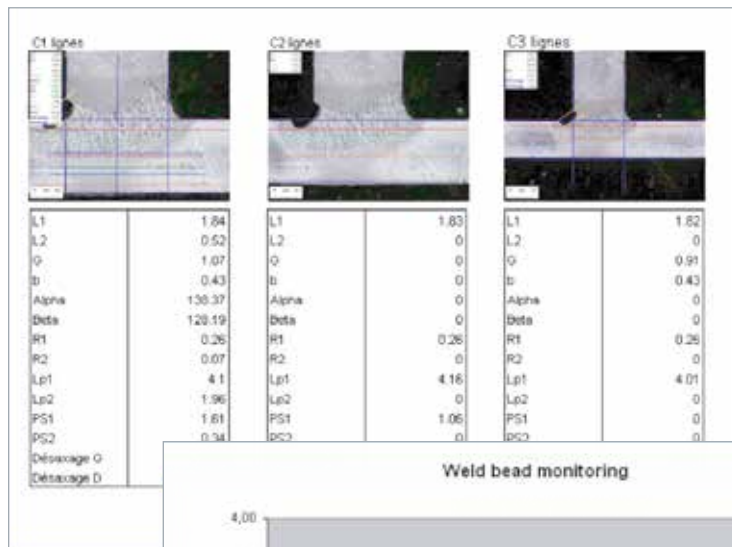 C1 lignes
C2 lignes
C3 lignes
L1 1.84
L2 0.52
G 1.07
b 0.43
Alpha 138.37
Beta 128.19
R1 0.26
R2 0.07
Lp1 4.1
Lp2 1.96
PS1 1.61
PS2 0.34
Désaxage G
Désaxage D
L1 1.83
L2 0
G 0
b 0
Alpha 0
Beta 0
R1 0.26
R2 0
Lp1 4.16
Lp2 0
PS1 1.06
PS2 0
L1 1.82
L2 0
G 0.91
b 0.43
Alpha 0
Beta 0
R1 0.26
R2 0
Lp1 4.01
Lp2 0
PS1 0
PS2 0
Weld bead monitoring
4,00